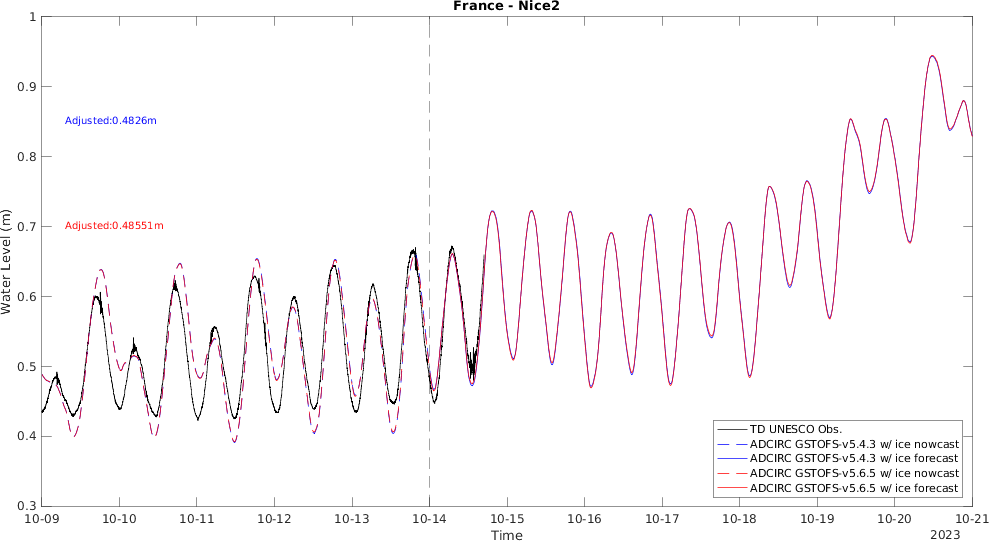 France - Nice2
1
0.9
0.8
0.7
0.6
0.5
0.4
0.3
Water Level (m)
Adjusted:0.4826m
Adjusted:0.48551m
TD UNESCO Obs.
ADCIRC GSTOFS-v5.4.3 w/ ice nowcast
ADCIRC GSTOFS-v5.4.3 w/ ice forecast
ADCIRC GSTOFS-v5.6.5 w/ ice nowcast
ADCIRC GSTOFS-v5.6.5 w/ ice forecast
10-09 10-10 10-11 10-12 10-13 10-14 10-15 10-16 10-17 10-18 10-19 10-20 10-21
Time
2023